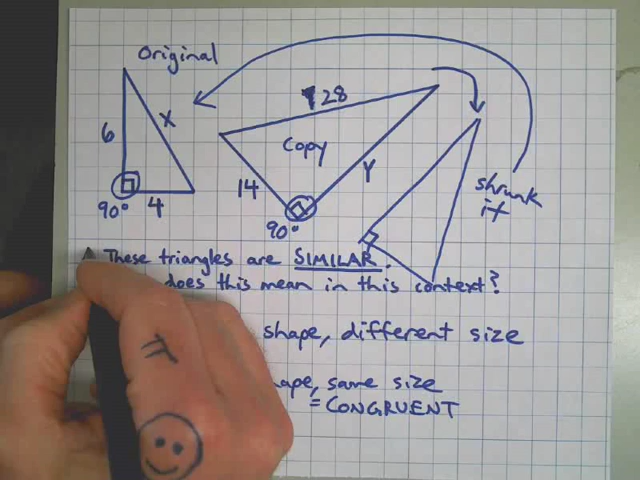 Original
28
6
x
Copy
14
Y
4
90°
90°
shrunk
it
These triangles are SIMILAR.
does this mean in this context?
shape, different size
, same size
= CONGRUENT
π